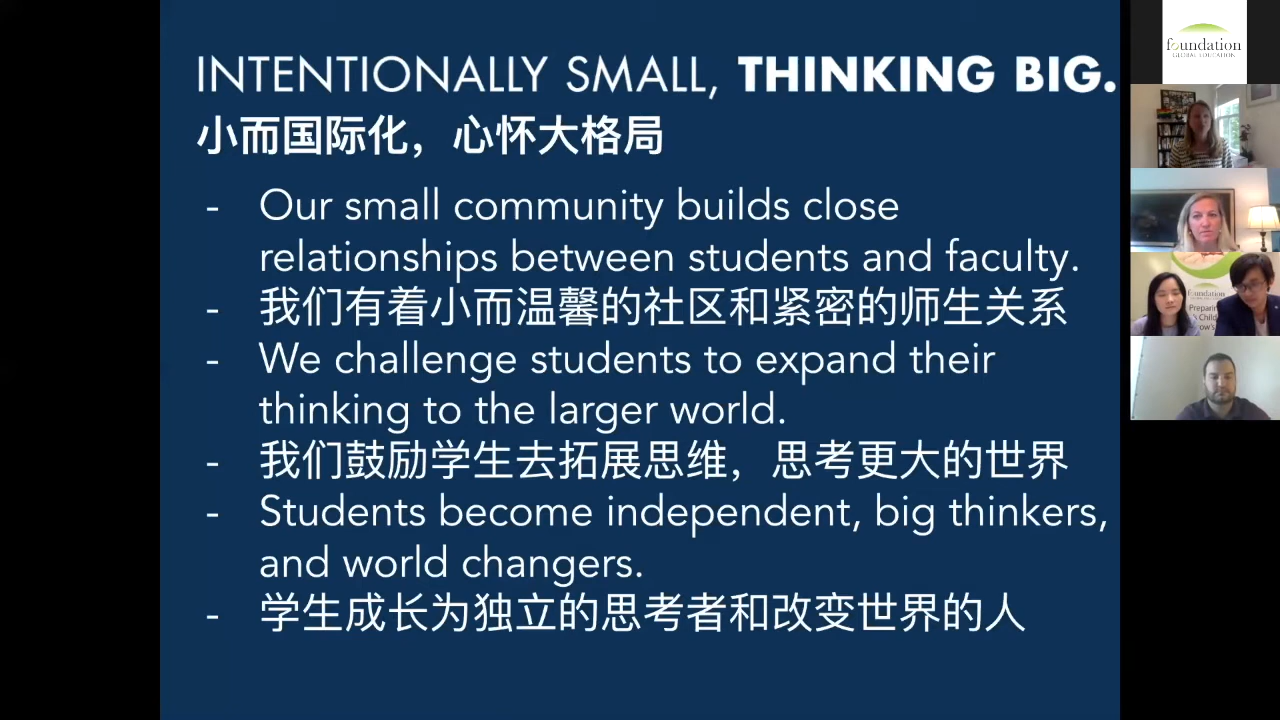 INTENTIONALLY SMALL, THINKING BIG.
小而国际化，心怀大格局
- Our small community builds close
relationships between students and faculty.
- 我们有着小而温馨的社区和紧密的师生关系
- We challenge students to expand their
thinking to the larger world.
- 我们鼓励学生去拓展思维，思考更大的世界
- Students become independent, big thinkers,
and world changers.
- 学生成长为独立的思考者和改变世界的人
foundation
GLOBAL EDUCATION
foundation
Preparing